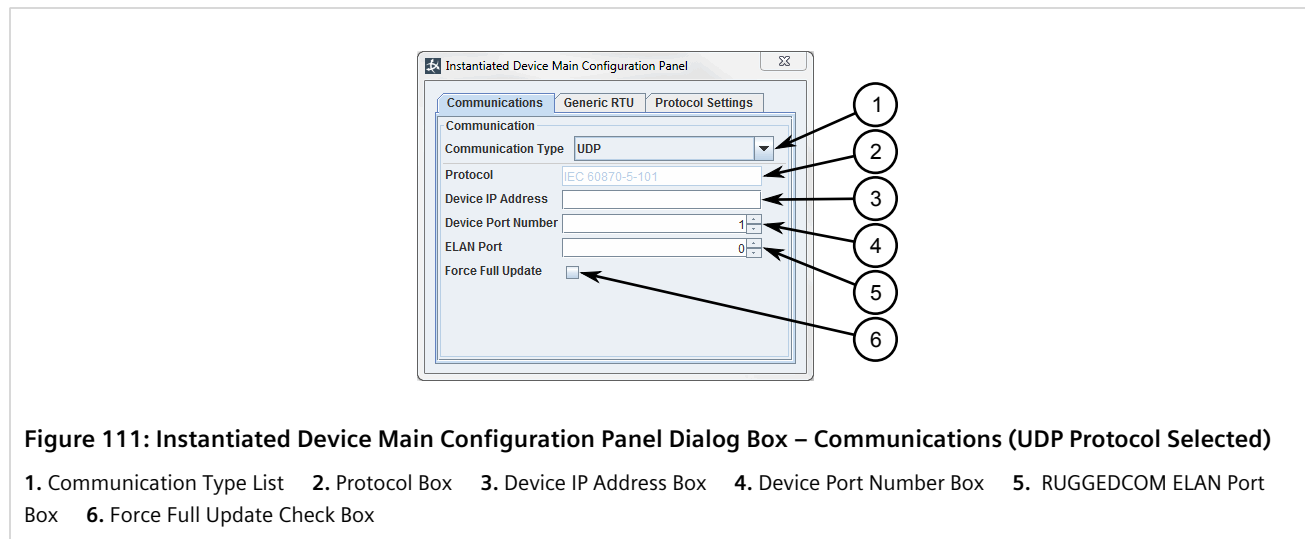 Instantiated Device Main Configuration Panel
Communications Generic RTU Protocol Settings
Communication
Communication Type UDP
Protocol IEC 60870-5-101
Device IP Address
Device Port Number 1
ELAN Port 0
Force Full Update
1
2
3
4
5
6
Figure 111: Instantiated Device Main Configuration Panel Dialog Box – Communications (UDP Protocol Selected)
1. Communication Type List 2. Protocol Box 3. Device IP Address Box 4. Device Port Number Box 5. RUGGEDCOM ELAN Port
Box 6. Force Full Update Check Box